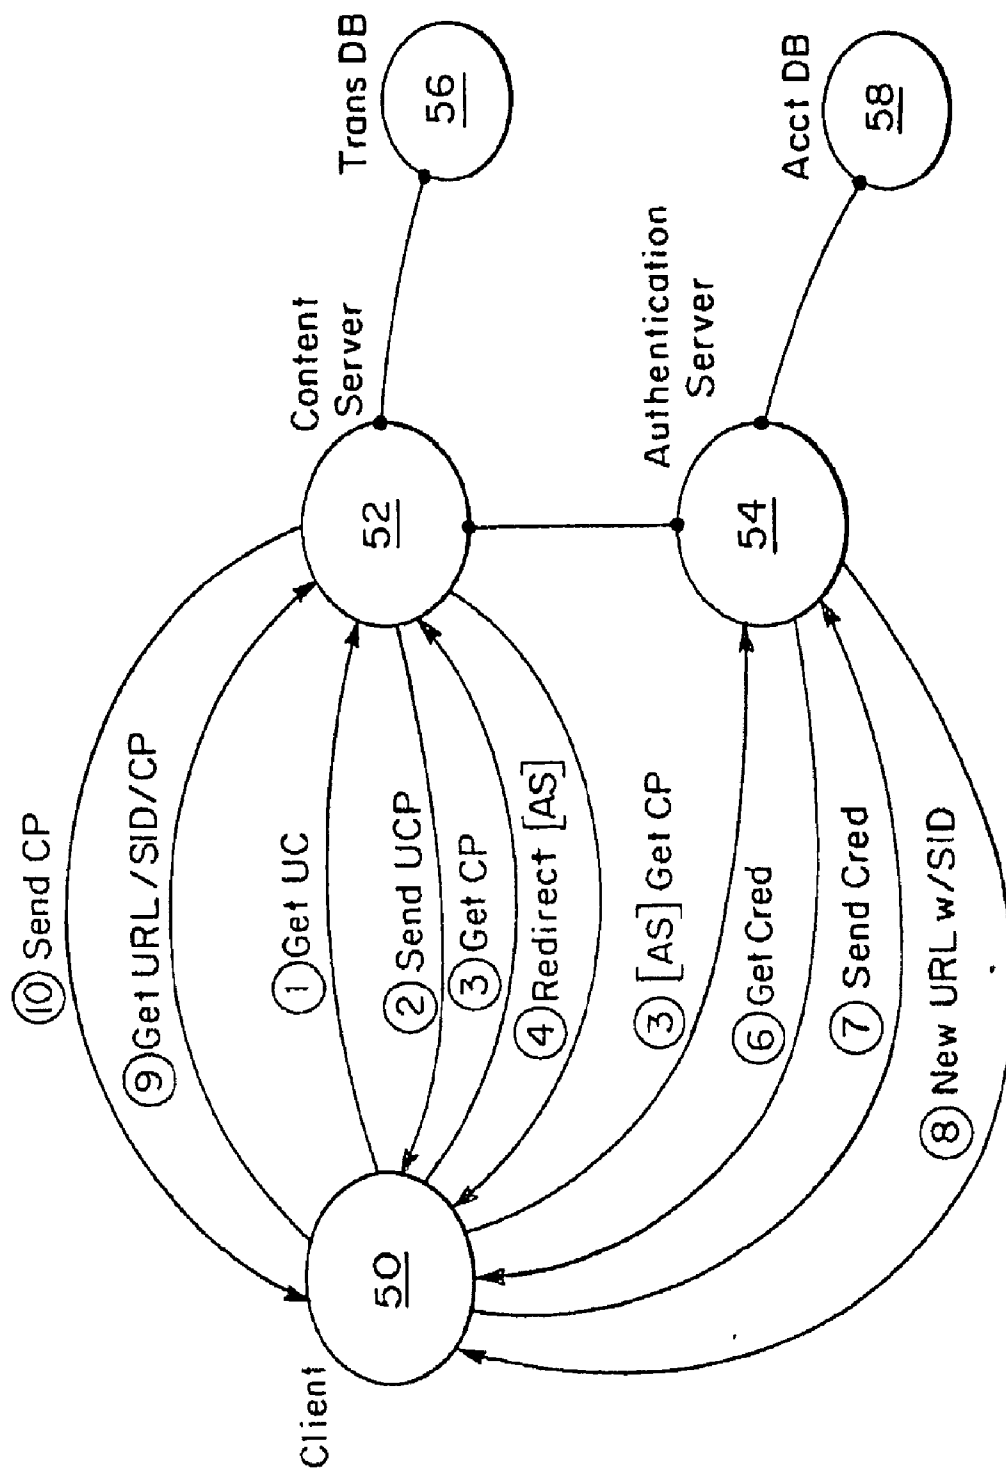 ⑩ Send CP
⑨ Get URL/SID/CP
① Get UC
② Send UCP
③ Get CP
④ Redirect [AS]
③ [AS] Get CP
⑥ Get Cred
⑦ Send Cred
⑧ New URL w/SID
Client
50
Content
Server
52
Authentication
Server
54
Trans DB
56
Acct DB
58